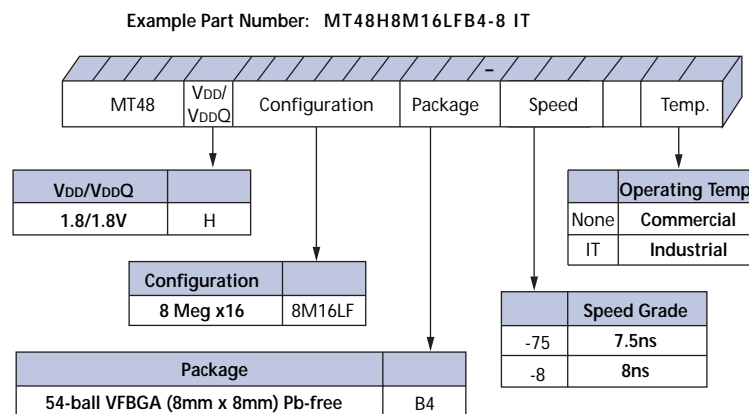 Example Part Number: MT48H8M16LFB4-8 IT
-
MT48
VDD/
VDDQ
Configuration
Package
Speed
Temp.
VDD/VDDQ
1.8/1.8V H
Operating Temp
None Commercial
IT Industrial
Configuration
8 Meg x16 8M16LF
Speed Grade
-75 7.5ns
-8 8ns
Package
54-ball VFBGA (8mm x 8mm) Pb-free B4